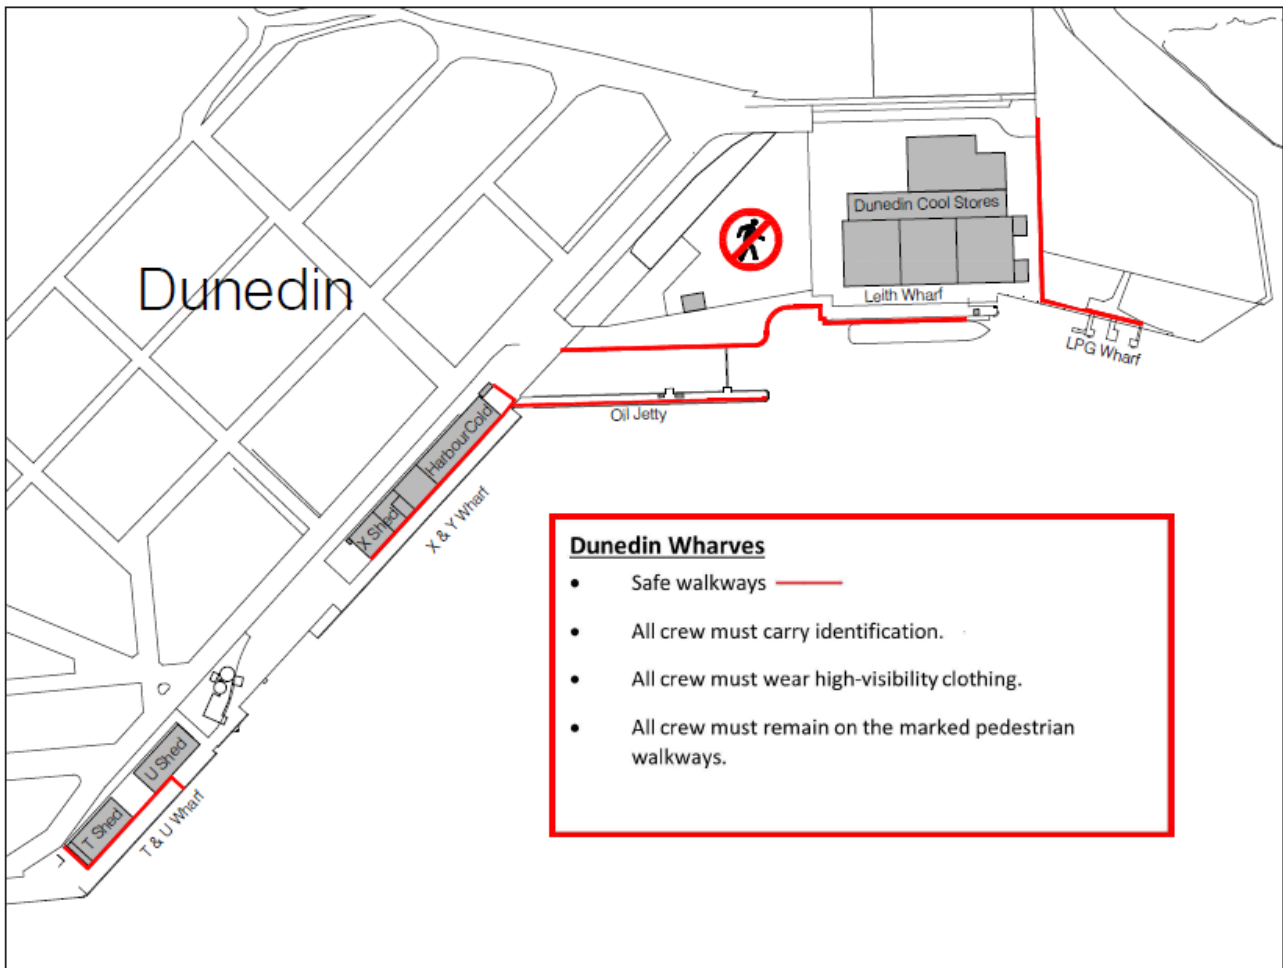 Dunedin Cool Stores
Leith Wharf
Dunedin
LPG Wharf
Oil Jetty
HarbourCold
X Shed
X & Y Wharf
U Shed
T Shed
T & U Wharf
Dunedin Wharves
• Safe walkways
• All crew must carry identification.
• All crew must wear high-visibility clothing.
• All crew must remain on the marked pedestrian
walkways.